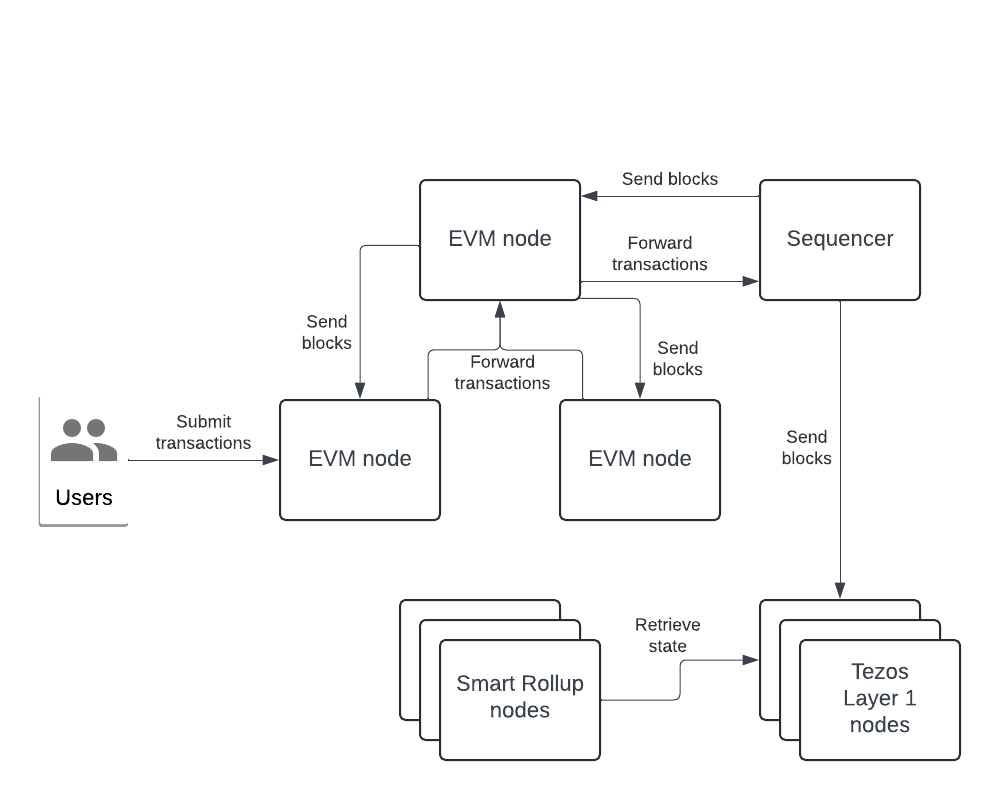 Send blocks
EVM node
Sequencer
Forward
transactions
Send
blocks
Send
blocks
Forward
transactions
Submit
transactions
EVM node
EVM node
Send
blocks
Users
Retrieve
state
Smart Rollup
nodes
Tezos
Layer 1
nodes